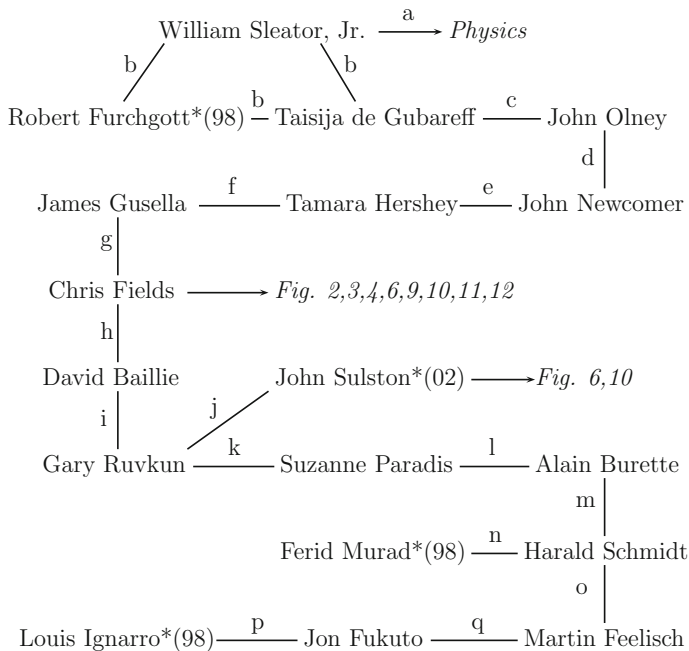 William Sleator, Jr. a Physics
b b
Robert Furchgott*(98) b Taisija de Gubareff c John Olney
d
James Gusella f Tamara Hershey e John Newcomer
g
Chris Fields Fig. 2,3,4,6,9,10,11,12
h
David Baillie John Sulston*(02) Fig. 6,10
i j
Gary Ruvkun k Suzanne Paradis l Alain Burette
m
Ferid Murad*(98) n Harald Schmidt
o
Louis Ignarro*(98) p Jon Fukuto q Martin Feelisch